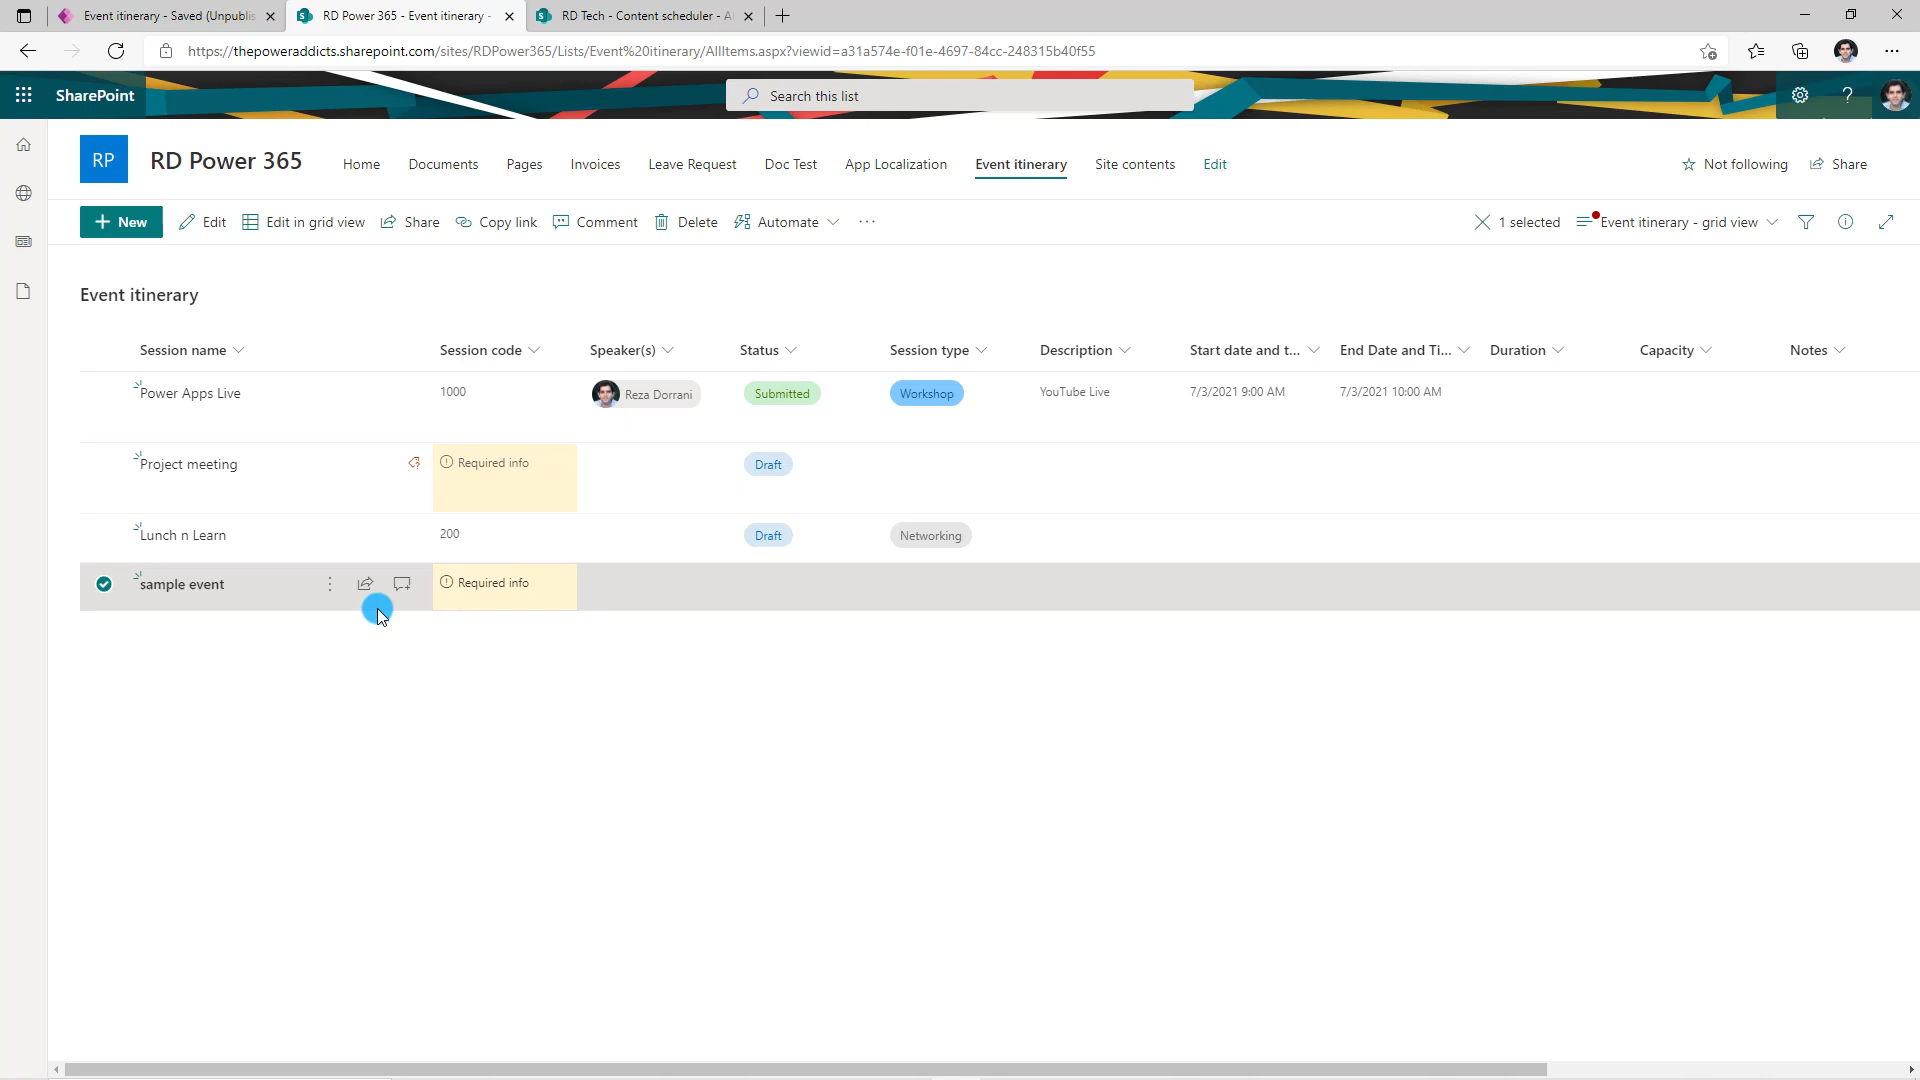 Event itinerary - Saved (Unpublis
RD Power 365 - Event itinerary -
RD Tech - Content scheduler - Al
https://thepoweraddicts.sharepoint.com/sites/RDPower365/Lists/Event%20itinerary/AllItems.aspx?viewid=a31a574e-f01e-4697-84cc-248315b40f55
SharePoint
Search this list
RP
RD Power 365
Home
Documents
Pages
Invoices
Leave Request
Doc Test
App Localization
Event itinerary
Site contents
Edit
Not following
Share
New
Edit
Edit in grid view
Share
Copy link
Comment
Delete
Automate
1 selected
Event itinerary - grid view
Event itinerary
Session name
Session code
Speaker(s)
Status
Session type
Description
Start date and t...
End Date and Ti...
Duration
Capacity
Notes
Power Apps Live
1000
Reza Dorrani
Submitted
Workshop
YouTube Live
7/3/2021 9:00 AM
7/3/2021 10:00 AM
Project meeting
Required info
Draft
Lunch n Learn
200
Draft
Networking
sample event
Required info